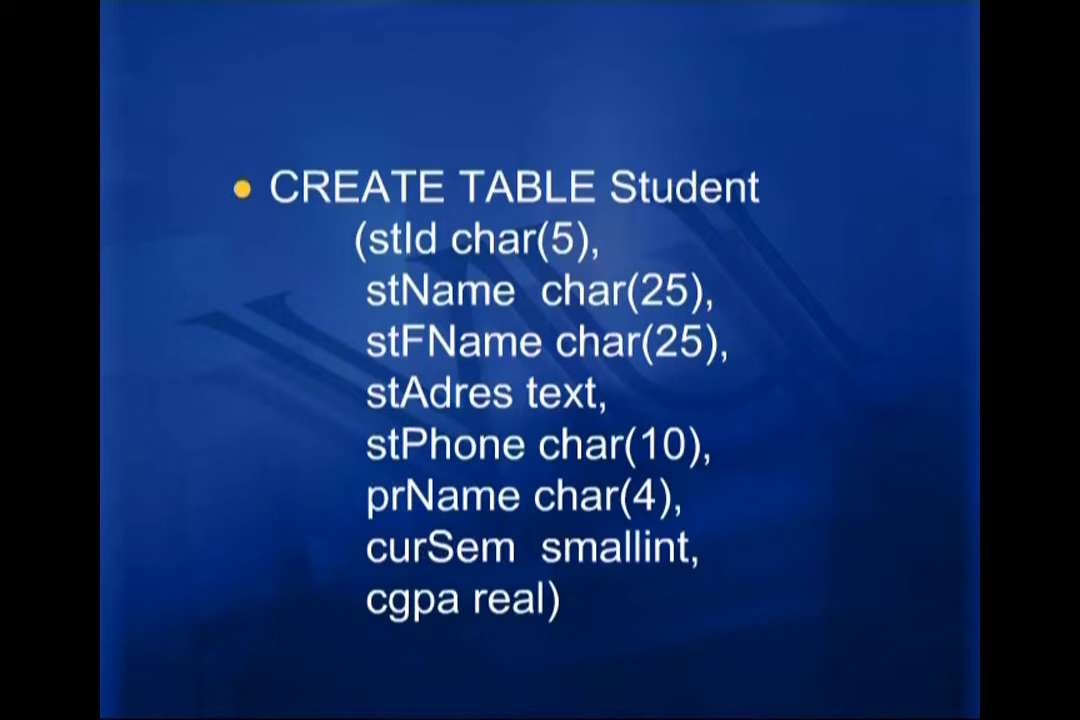 • CREATE TABLE Student
(stId char(5),
stName char(25),
stFName char(25),
stAdres text,
stPhone char(10),
prName char(4),
curSem smallint,
cgpa real)